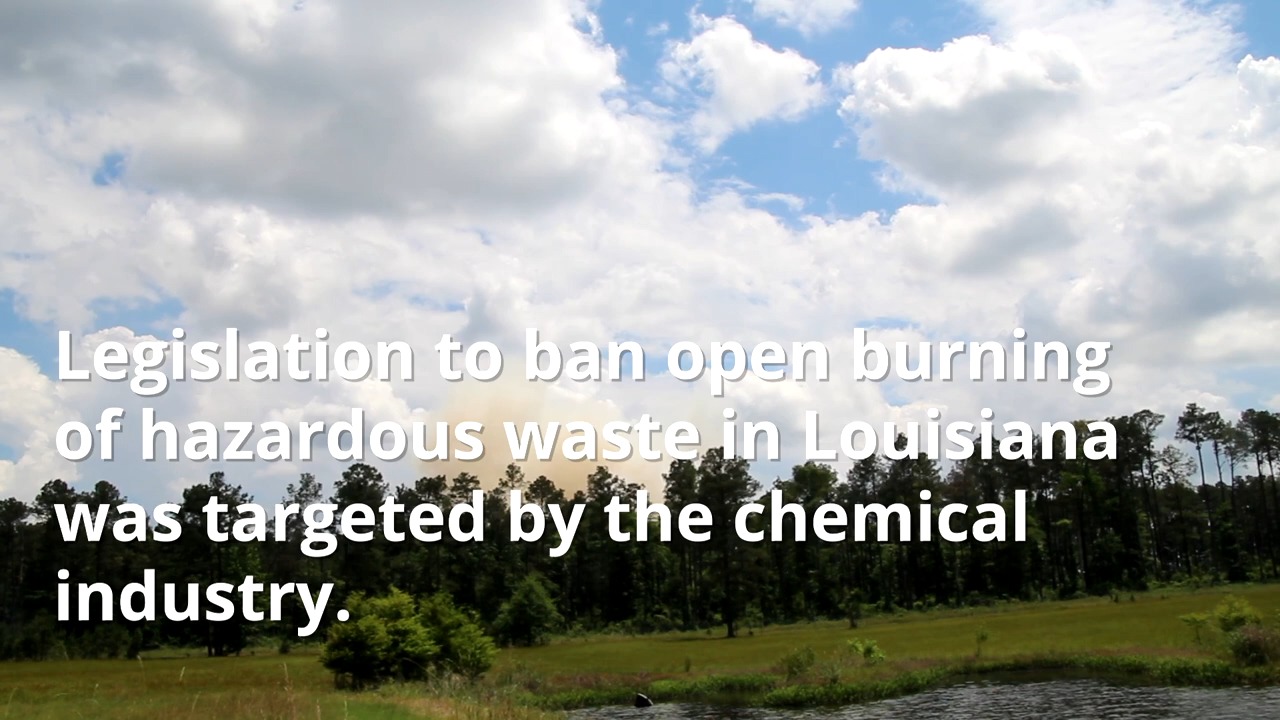 Legislation to ban open burning
of hazardous waste in Louisiana
was targeted by the chemical
industry.